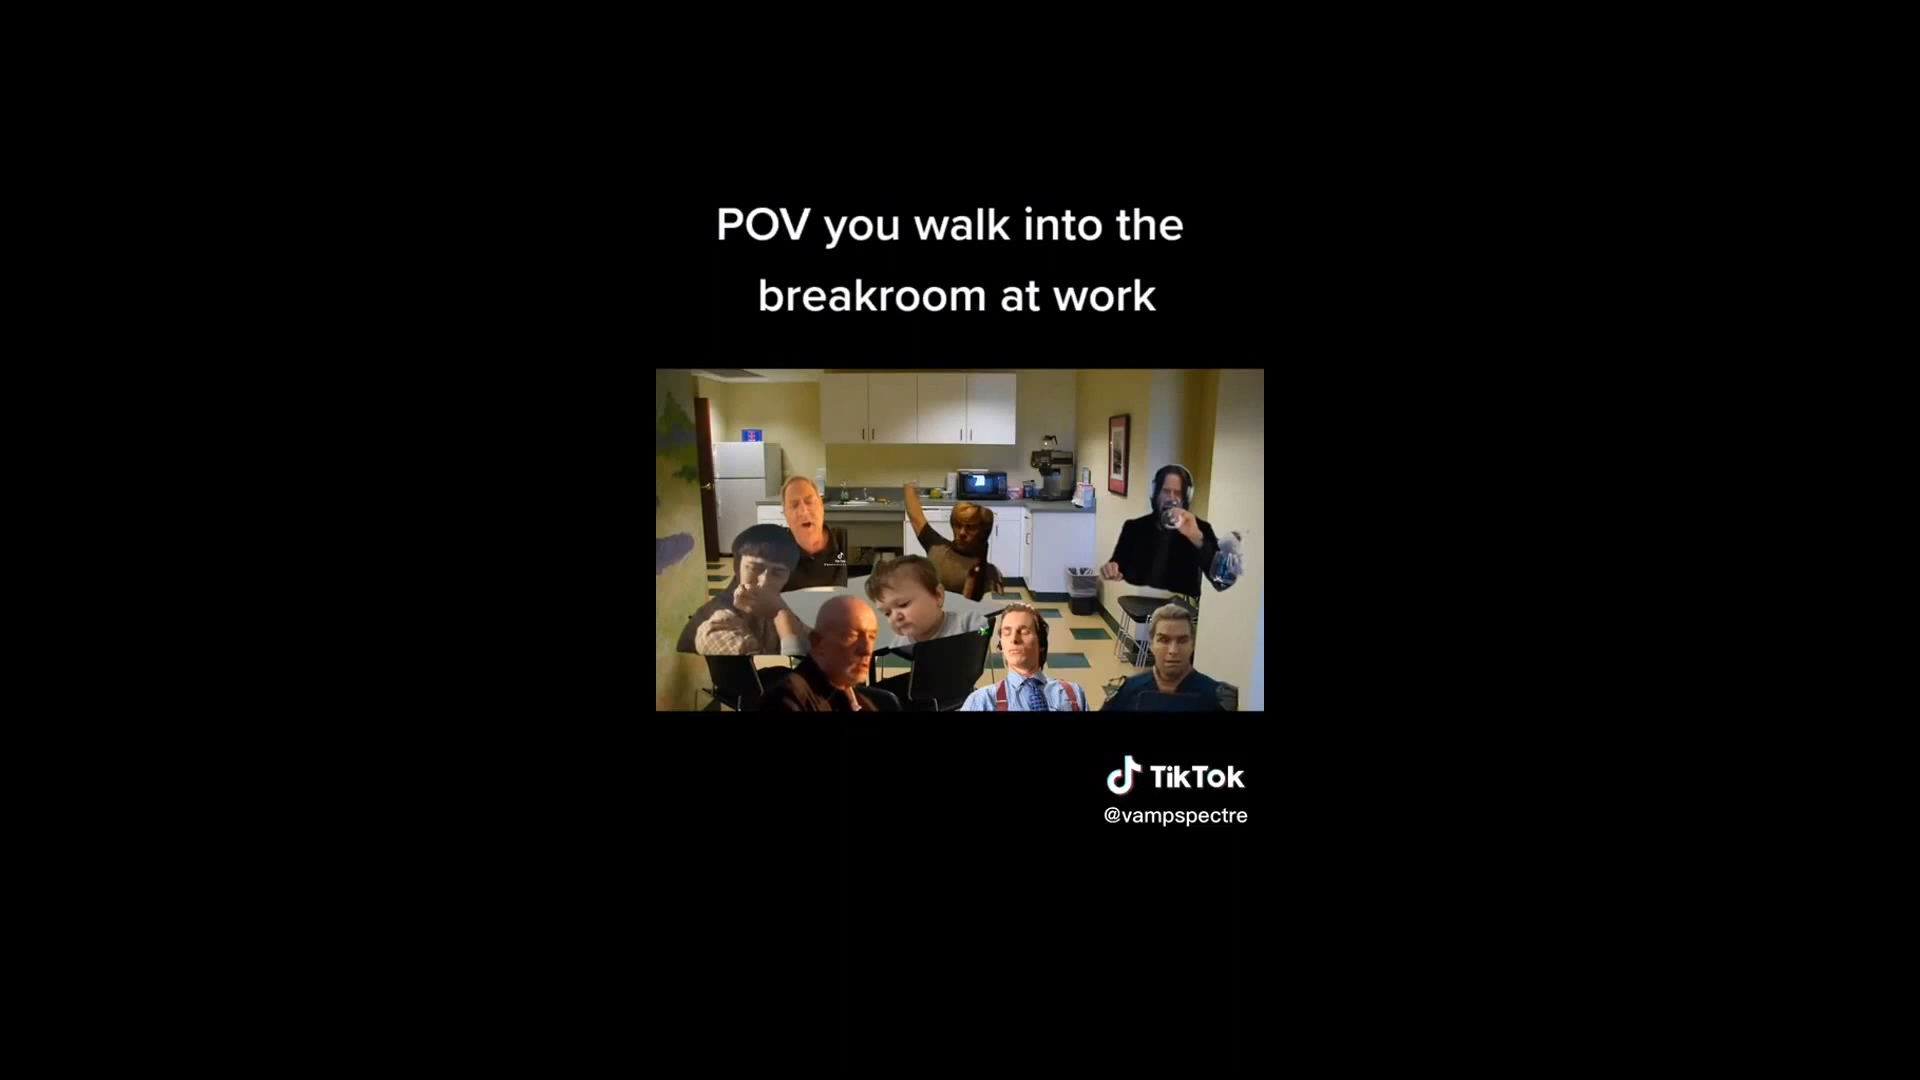 POV you walk into the
breakroom at work
TikTok
@vampspectre